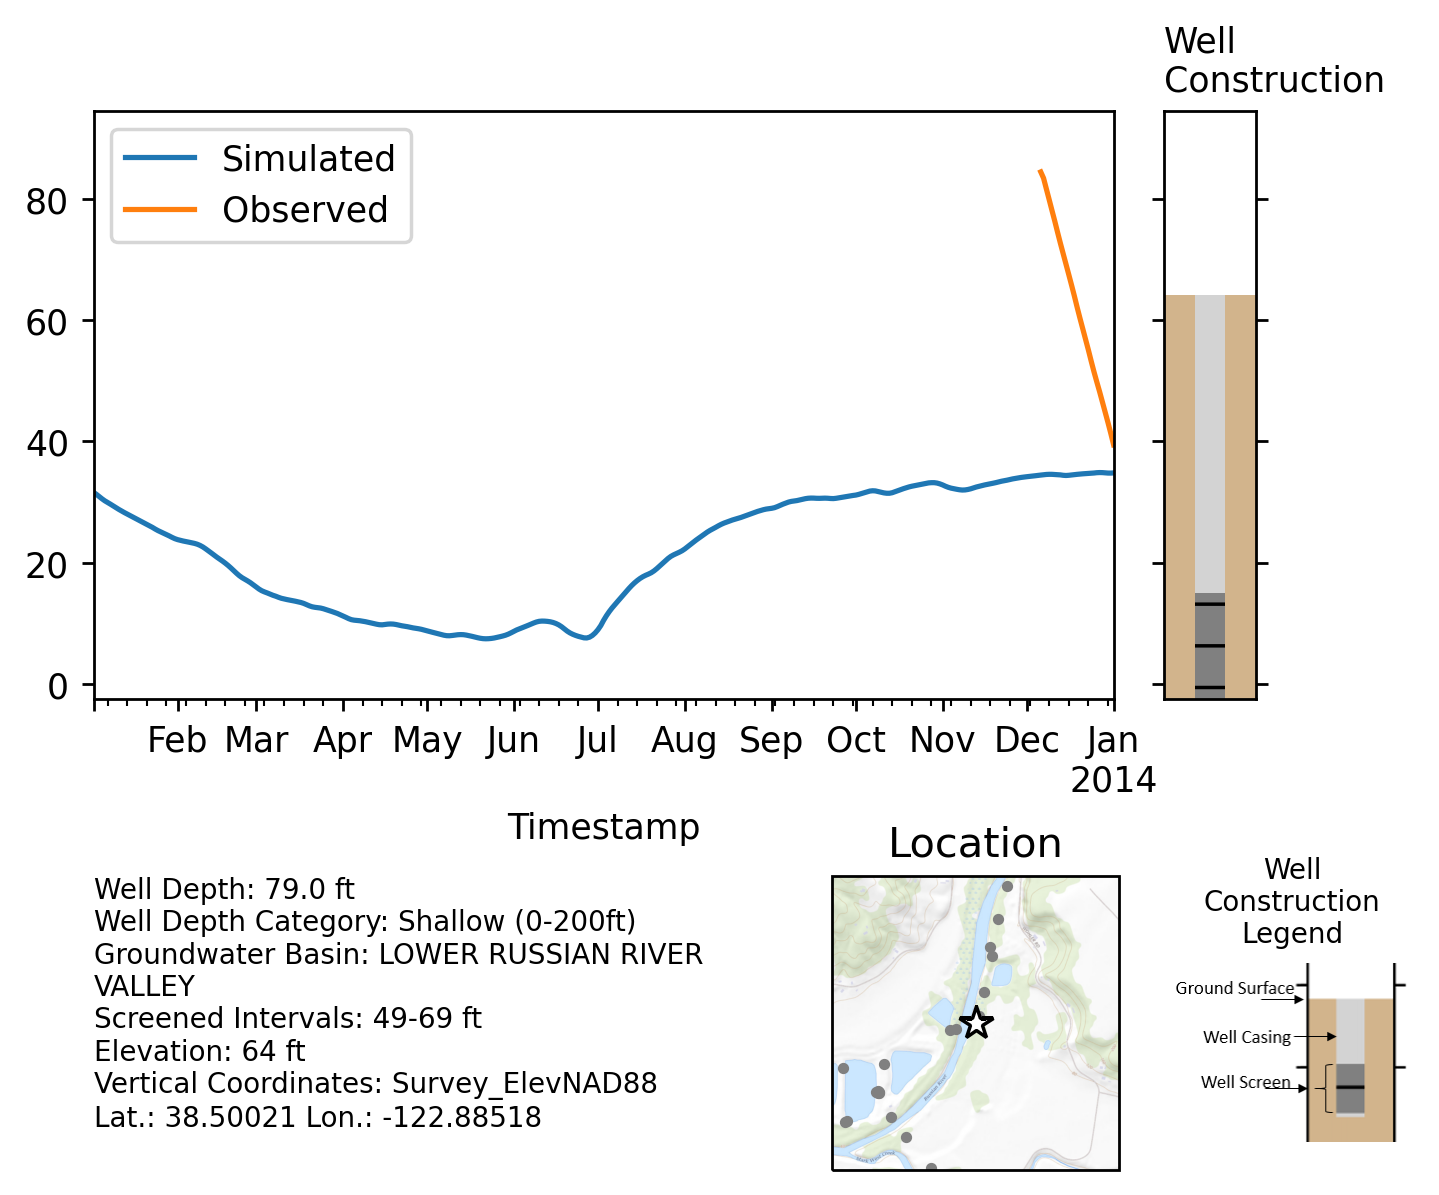 Well
Construction
Simulated
Observed
80
60
40
20
0
Feb Mar Apr May Jun Jul Aug Sep Oct Nov Dec Jan
2014
Timestamp
Well Depth: 79.0 ft
Well Depth Category: Shallow (0-200ft)
Groundwater Basin: LOWER RUSSIAN RIVER
VALLEY
Screened Intervals: 49-69 ft
Elevation: 64 ft
Vertical Coordinates: Survey_ElevNAD88
Lat.: 38.50021 Lon.: -122.88518
Location
Well
Construction
Legend
Ground Surface
Well Casing
Well Screen